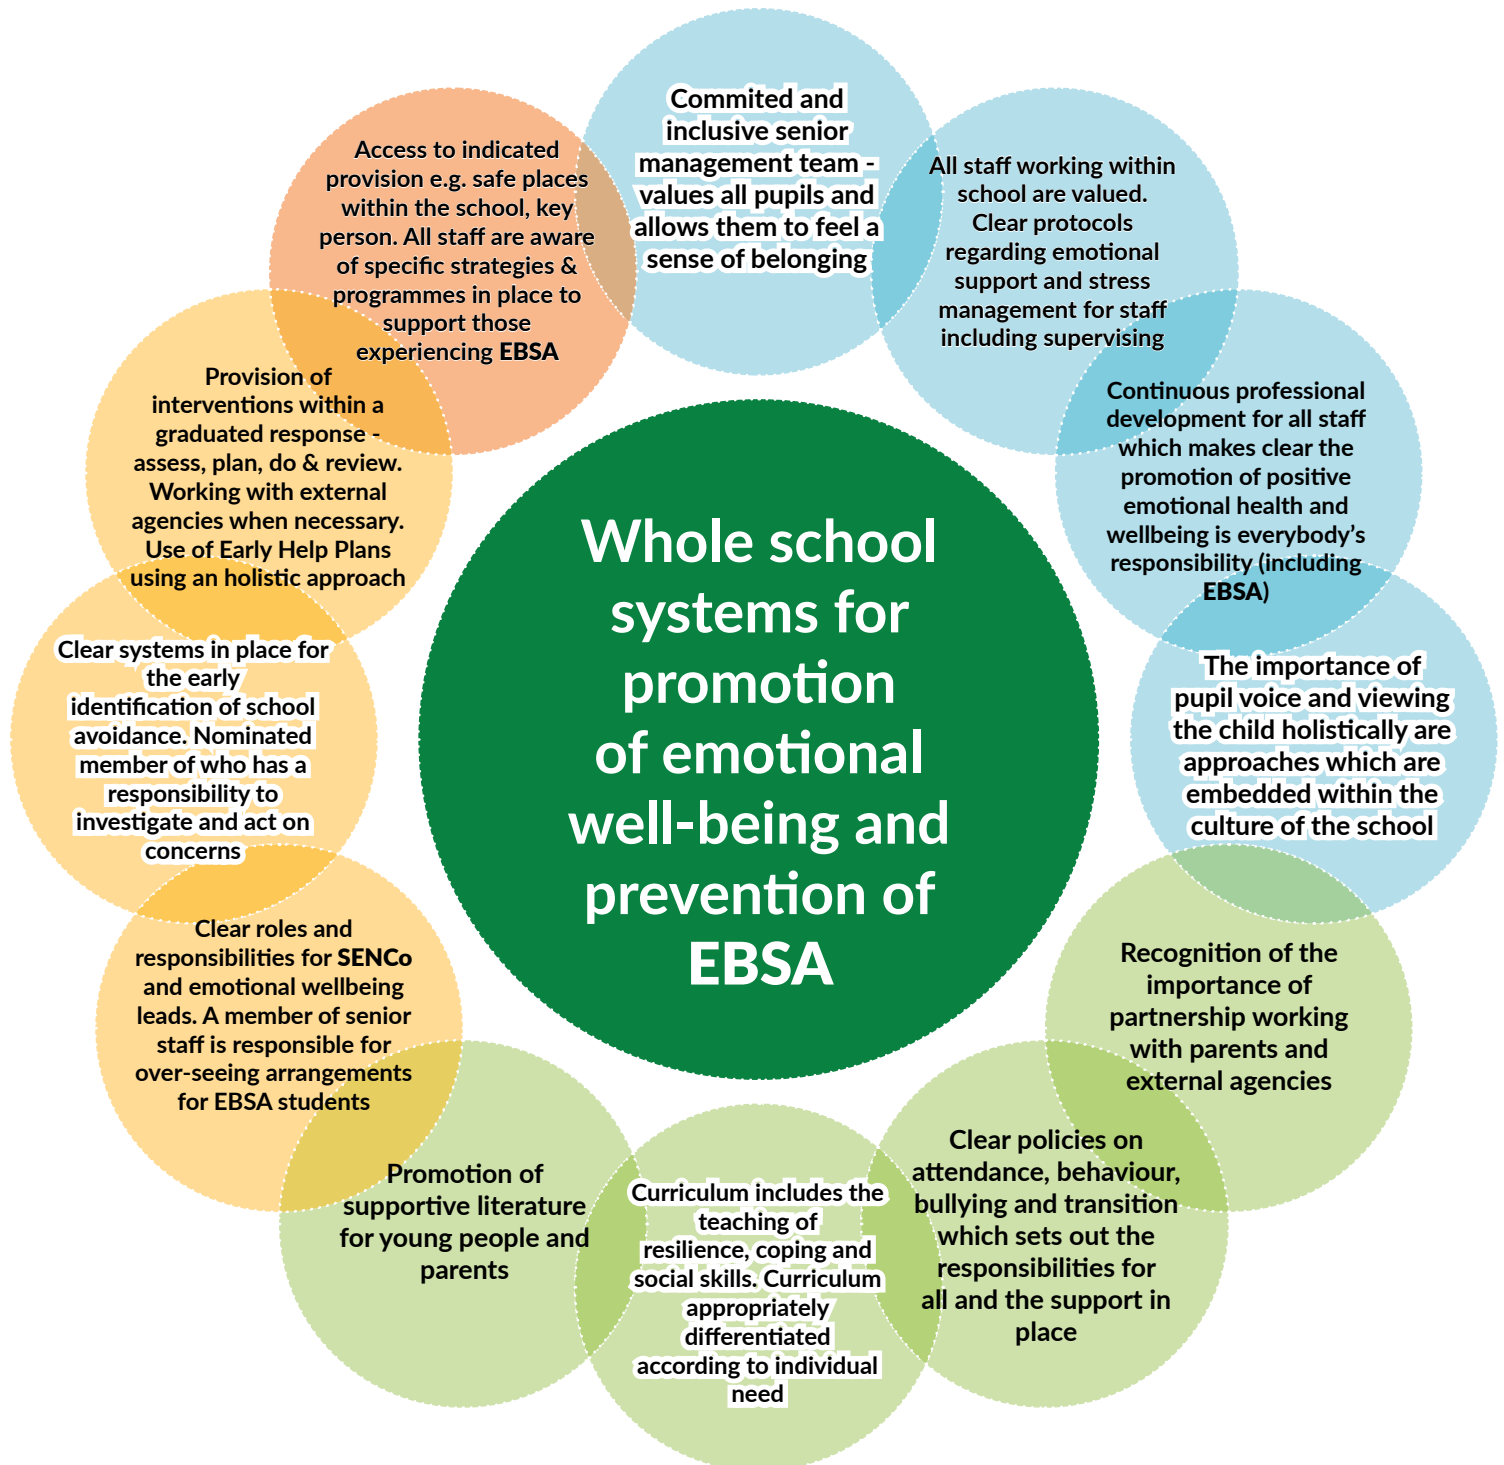 Commited and
inclusive senior
management team -
values all pupils and
allows them to feel a
sense of belonging
All staff working within
school are valued.
Clear protocols
regarding emotional
support and stress
management for staff
including supervising
Continuous professional
development for all staff
which makes clear the
promotion of positive
emotional health and
wellbeing is everybody’s
responsibility (including
EBSA)
The importance of
pupil voice and viewing
the child holistically are
approaches which are
embedded within the
culture of the school
Recognition of the
importance of
partnership working
with parents and
external agencies
Clear policies on
attendance, behaviour,
bullying and transition
which sets out the
responsibilities for
all and the support in
place
Curriculum includes the
teaching of
resilience, coping and
social skills. Curriculum
appropriately
differentiated
according to individual
need
Promotion of
supportive literature
for young people and
parents
Clear roles and
responsibilities for SENCo
and emotional wellbeing
leads. A member of senior
staff is responsible for
over-seeing arrangements
for EBSA students
Clear systems in place for
the early
identification of school
avoidance. Nominated
member of who has a
responsibility to
investigate and act on
concerns
Provision of
interventions within a
graduated response -
assess, plan, do & review.
Working with external
agencies when necessary.
Use of Early Help Plans
using an holistic approach
Access to indicated
provision e.g. safe places
within the school, key
person. All staff are aware
of specific strategies &
programmes in place to
support those
experiencing EBSA
Whole school
systems for
promotion
of emotional
well-being and
prevention of
EBSA